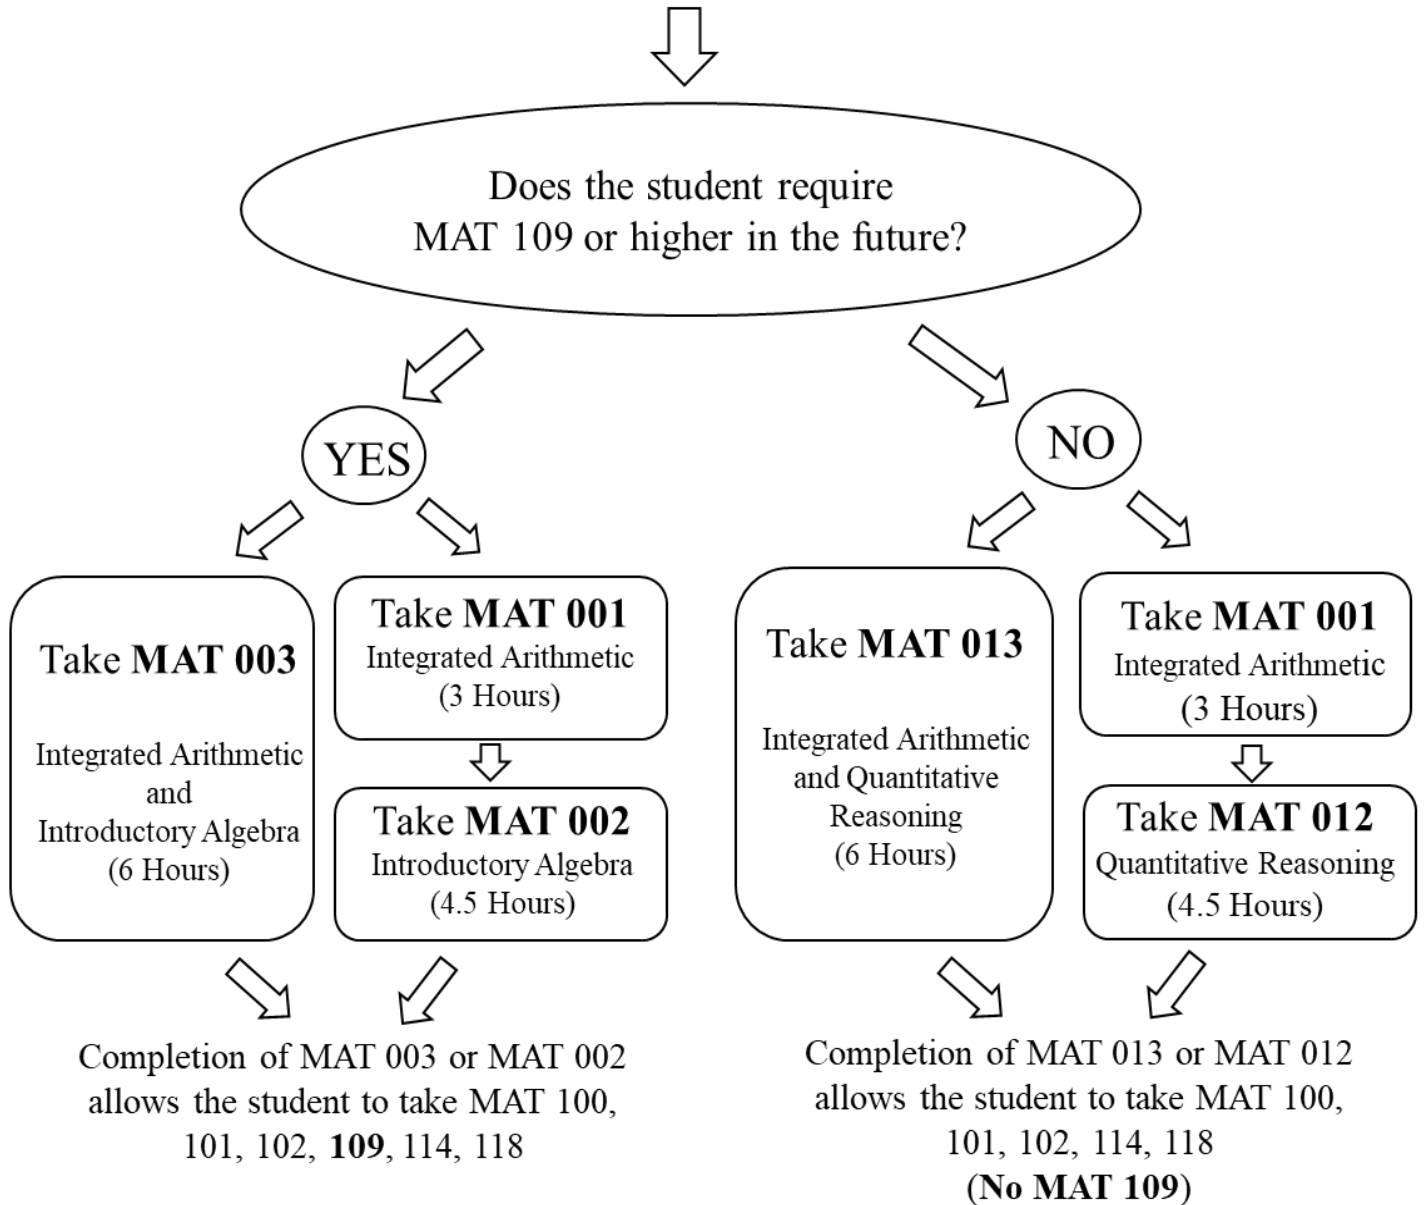 Does the student require
MAT 109 or higher in the future?
YES
NO
Take MAT 003
Integrated Arithmetic
and
Introductory Algebra
(6 Hours)
Take MAT 001
Integrated Arithmetic
(3 Hours)
Take MAT 002
Introductory Algebra
(4.5 Hours)
Take MAT 013
Integrated Arithmetic
and Quantitative
Reasoning
(6 Hours)
Take MAT 001
Integrated Arithmetic
(3 Hours)
Take MAT 012
Quantitative Reasoning
(4.5 Hours)
Completion of MAT 003 or MAT 002
allows the student to take MAT 100,
101, 102, 109, 114, 118
Completion of MAT 013 or MAT 012
allows the student to take MAT 100,
101, 102, 114, 118
(No MAT 109)